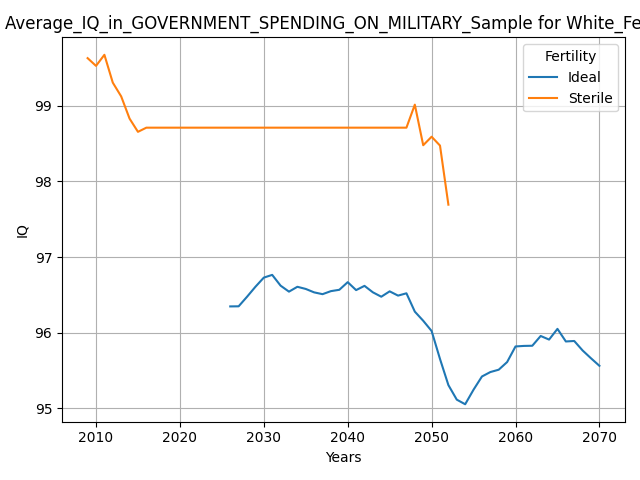 Average_IQ_in_GOVERNMENT_SPENDING_ON_MILITARY_Sample for White_Fe
Fertility
Ideal
Sterile
99
98
97
96
95
IQ
2010 2020 2030 2040 2050 2060 2070
Years